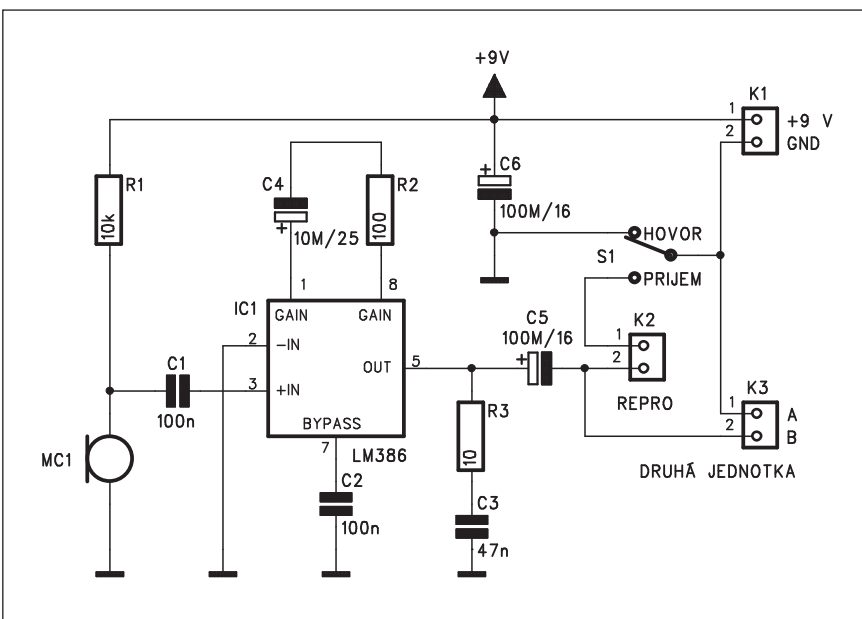 +9V
K1
1
+9 V
2
GND
R1
10k
C4
+
10M/25
R2
100
+
C6
100M/16
HOVOR
S1
PRIJEM
1
8
IC1
GAIN
GAIN
2
-IN
3
+IN
OUT
5
BYPASS
7
LM386
C1
100n
MC1
C2
100n
C5
100M/16
+
R3
10
C3
47n
K2
1
2
REPRO
K3
1
A
2
B
DRUHÁ JEDNOTKA